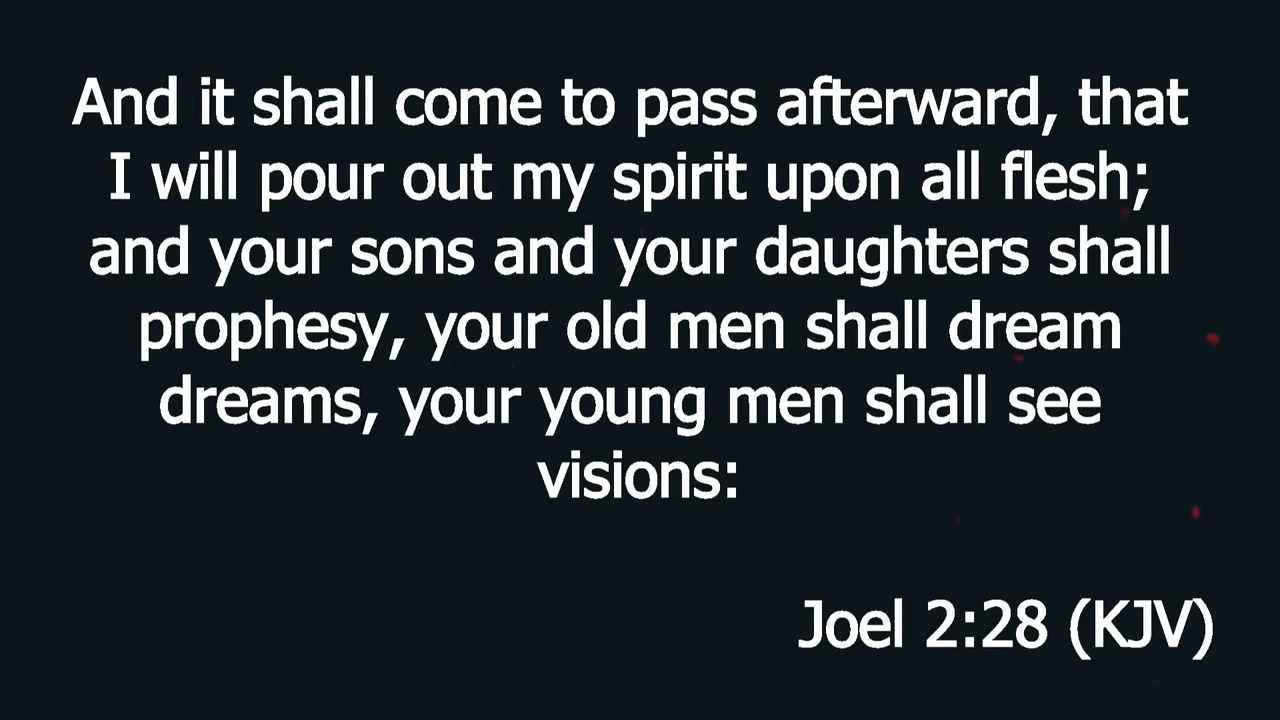 And it shall come to pass afterward, that
I will pour out my spirit upon all flesh;
and your sons and your daughters shall
prophesy, your old men shall dream
dreams, your young men shall see
visions:
Joel 2:28 (KJV)